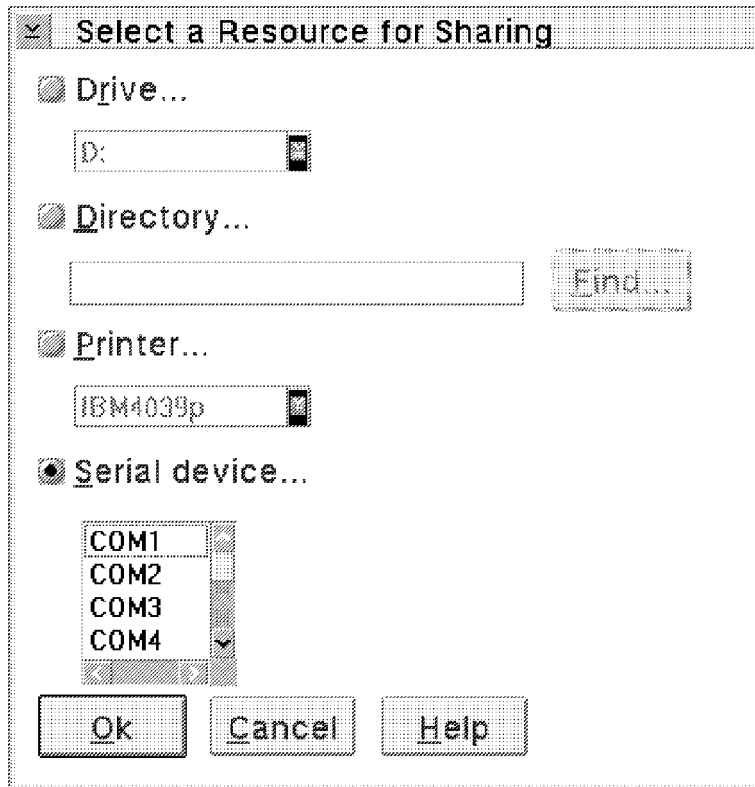 Select a Resource for Sharing
Drive...
D:
Directory...
Find...
Printer...
IBM4039p
Serial device...
COM1
COM2
COM3
COM4
Ok Cancel Help